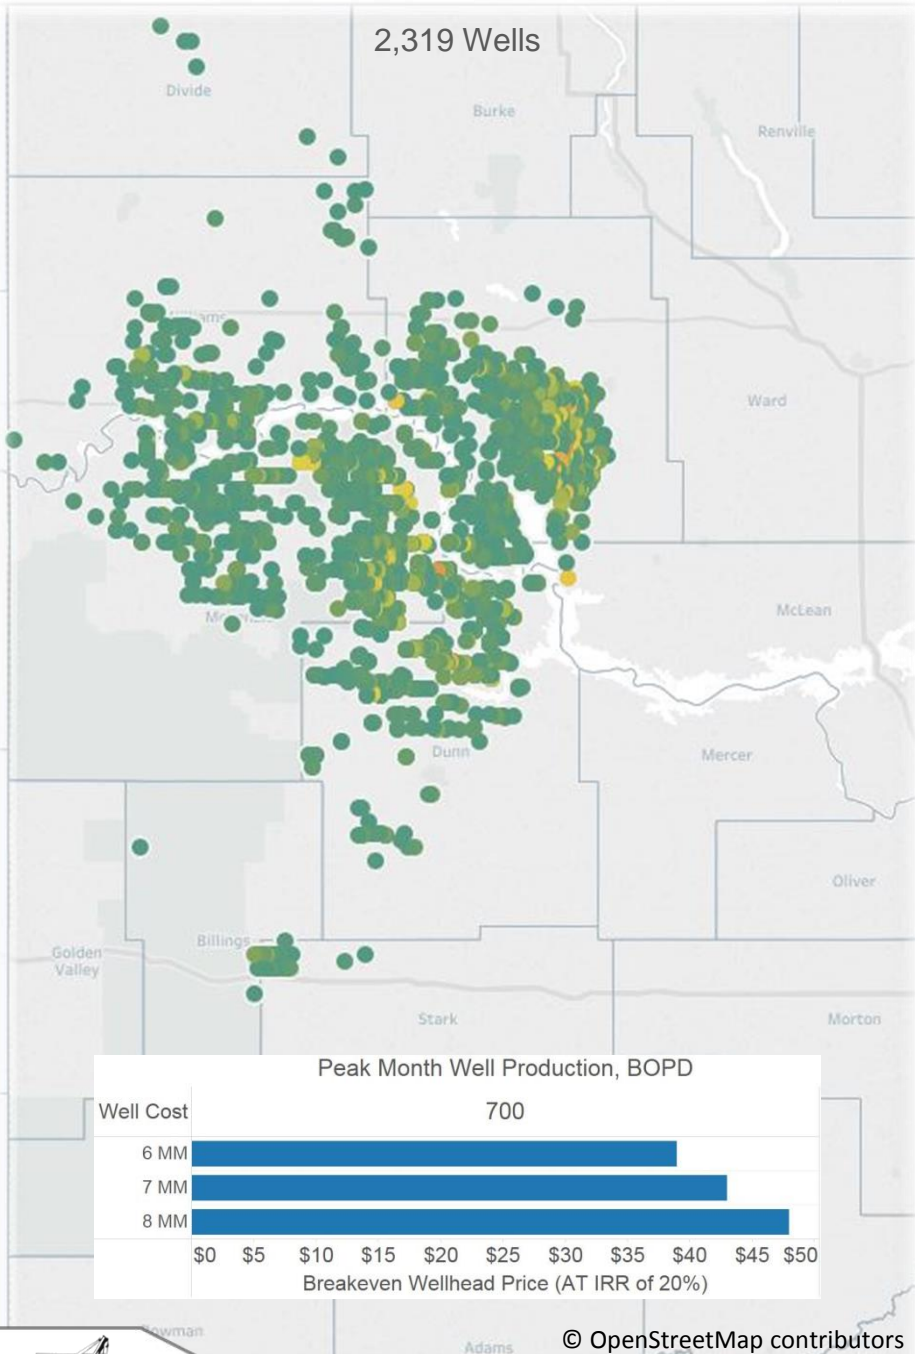 2,319 Wells
Divide
Burke
Renville
Ward
McLean
Dunn
Mercer
Oliver
Billings
Golden
Valley
Stark
Morton
Peak Month Well Production, BOPD
Well Cost
700
6 MM
7 MM
8 MM
$0 $5 $10 $15 $20 $25 $30 $35 $40 $45 $50
Breakeven Wellhead Price (AT IRR of 20%)
Adams
© OpenStreetMap contributors